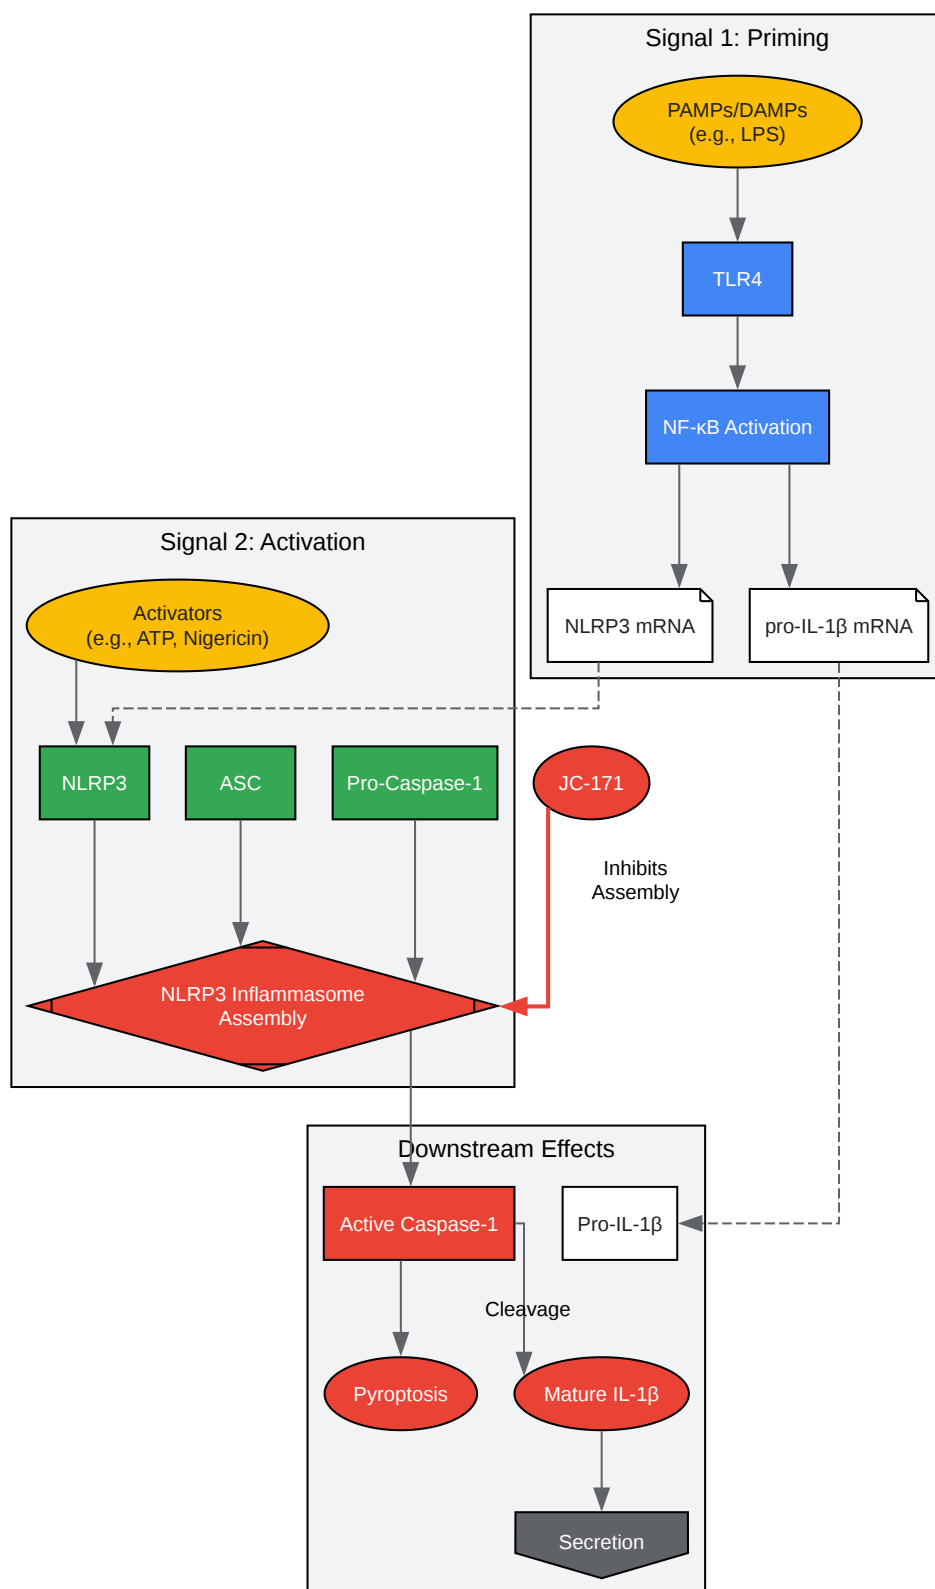 Signal 1: Priming
PAMPs/DAMPs
(e.g., LPS)
TLR4
NF-κB Activation
NLRP3 mRNA
pro-IL-1β mRNA
Signal 2: Activation
Activators
(e.g., ATP, Nigericin)
NLRP3
ASC
Pro-Caspase-1
JC-171
Inhibits
Assembly
NLRP3 Inflammasome
Assembly
Downstream Effects
Active Caspase-1
Pro-IL-1β
Cleavage
Pyroptosis
Mature IL-1β
Secretion